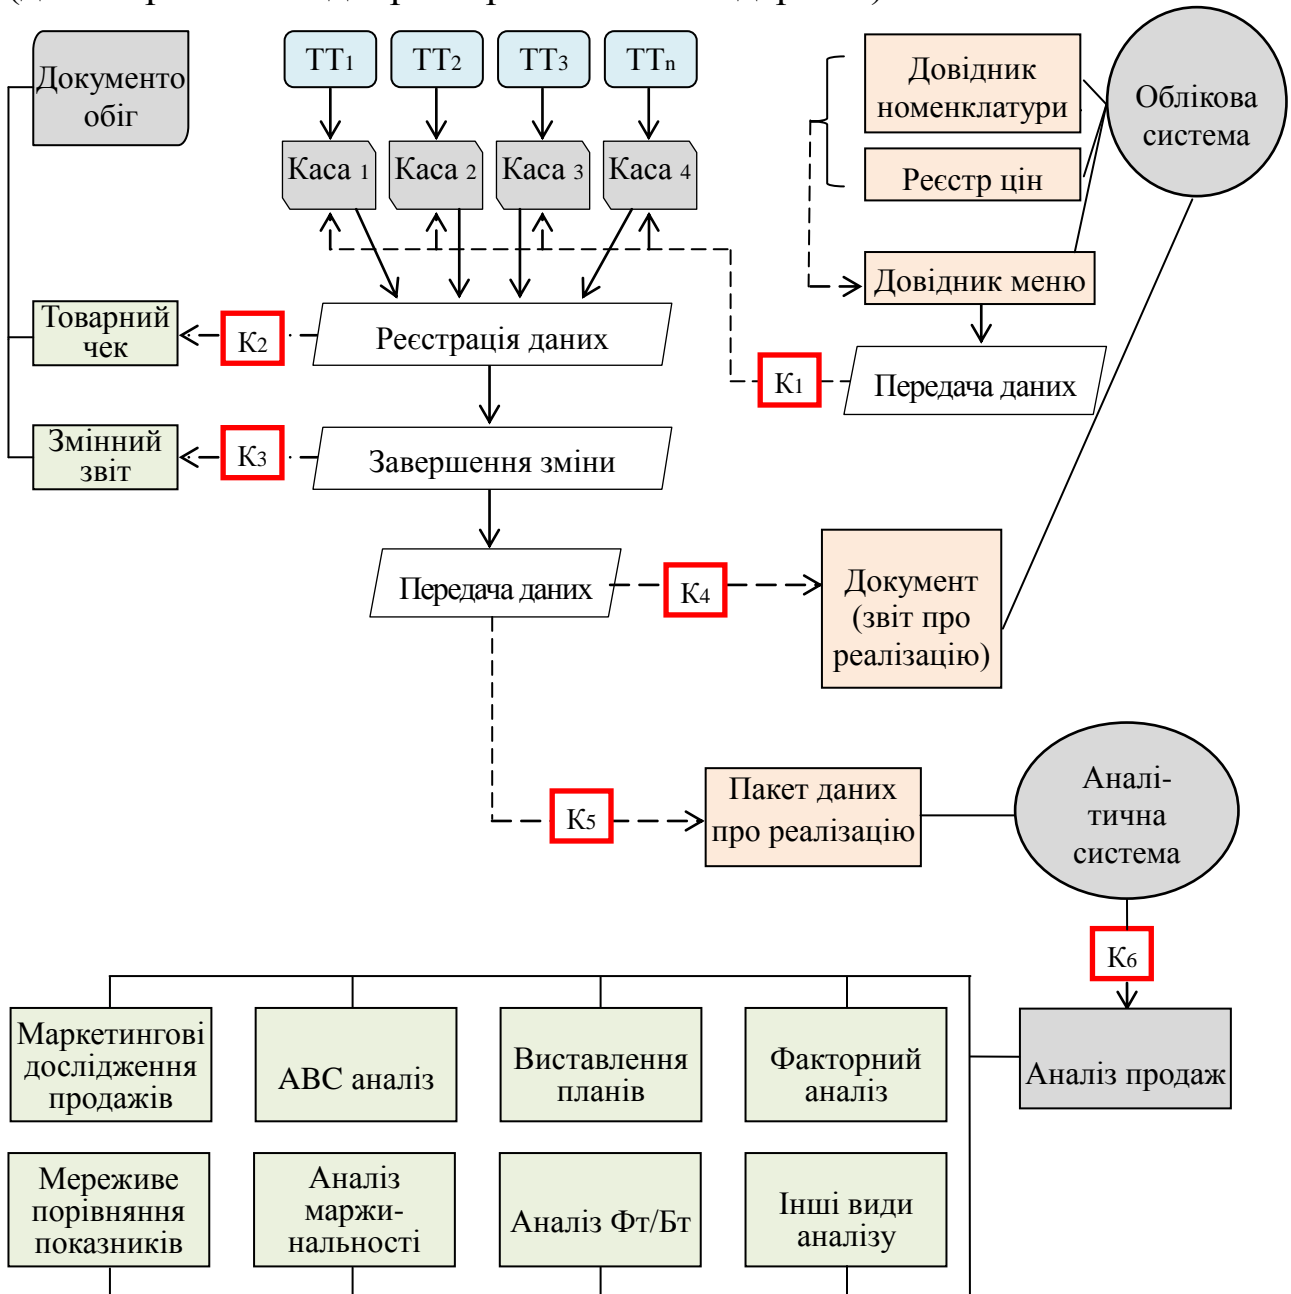 Документо
обіг
ТТ1
ТТ2
ТТ3
ТТn
Довідник
номенклатури
Облікова
система
Каса 1
Каса 2
Каса 3
Каса 4
Реєстр цін
Довідник меню
Товарний
чек
К2
Реєстрація даних
К1
Передача даних
Змінний
звіт
К3
Завершення зміни
Передача даних
К4
Документ
(звіт про
реалізацію)
К5
Пакет даних
про реалізацію
Аналі-
тична
система
К6
Маркетингові
дослідження
продажів
АВС аналіз
Виставлення
планів
Факторний
аналіз
Аналіз продаж
Мереживе
порівняння
показників
Аналіз
маржи-
нальності
Аналіз Фт/Бт
Інші види
аналізу